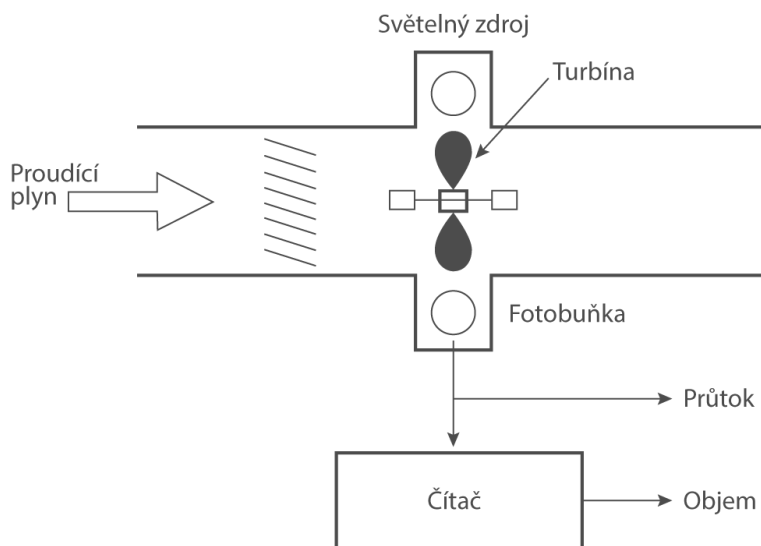 Světelný zdroj
Turbína
Proudící
plyn
Fotobuňka
Průtok
Čítač
Objem